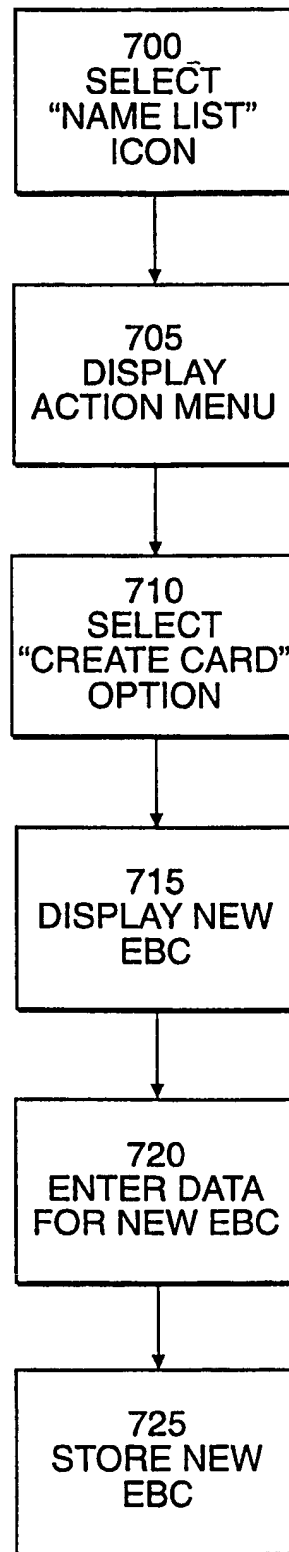 700
SELECT
“NAME LIST”
ICON
705
DISPLAY
ACTION MENU
710
SELECT
“CREATE CARD”
OPTION
715
DISPLAY NEW
EBC
720
ENTER DATA
FOR NEW EBC
725
STORE NEW
EBC